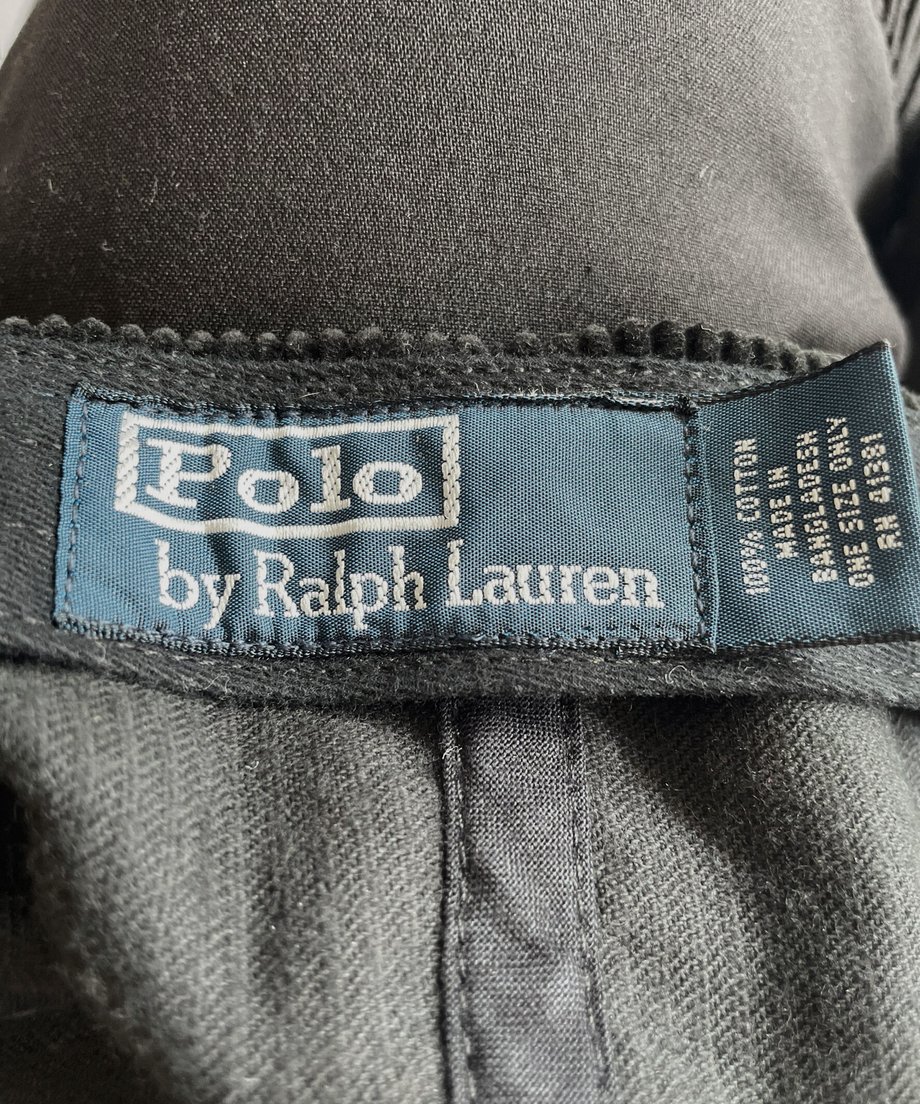 Polo
by Ralph Lauren
100% COTTON
MADE IN
BANGLADESH
ONE SIZE ONLY
RN 41381